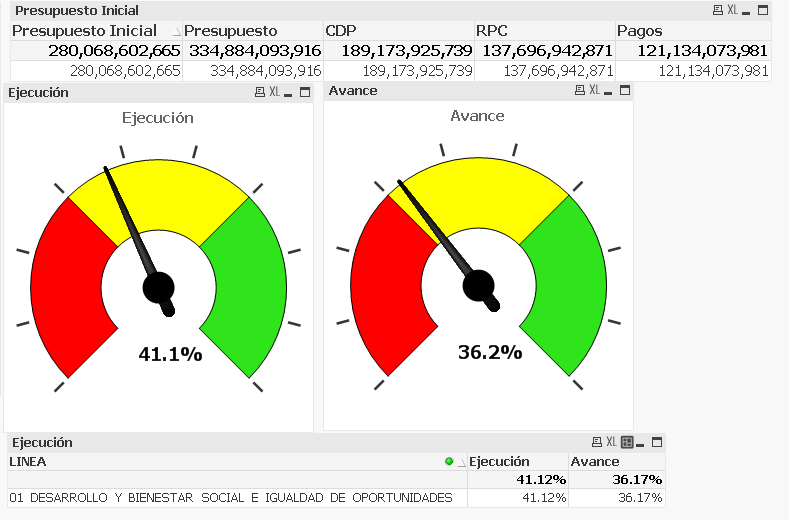 Presupuesto Inicial XL
Presupuesto Inicial Presupuesto CDP RPC Pagos
280,068,602,665 334,884,093,916 189,173,925,739 137,696,942,871 121,134,073,981
280,068,602,665 334,884,093,916 189,173,925,739 137,696,942,871 121,134,073,981
Ejecución XL
Avance XL
Ejecución
Avance
41.1%
36.2%
Ejecución XL
LINEA Ejecución Avance
41.12% 36.17%
01 DESARROLLO Y BIENESTAR SOCIAL E IGUALDAD DE OPORTUNIDADES 41.12% 36.17%